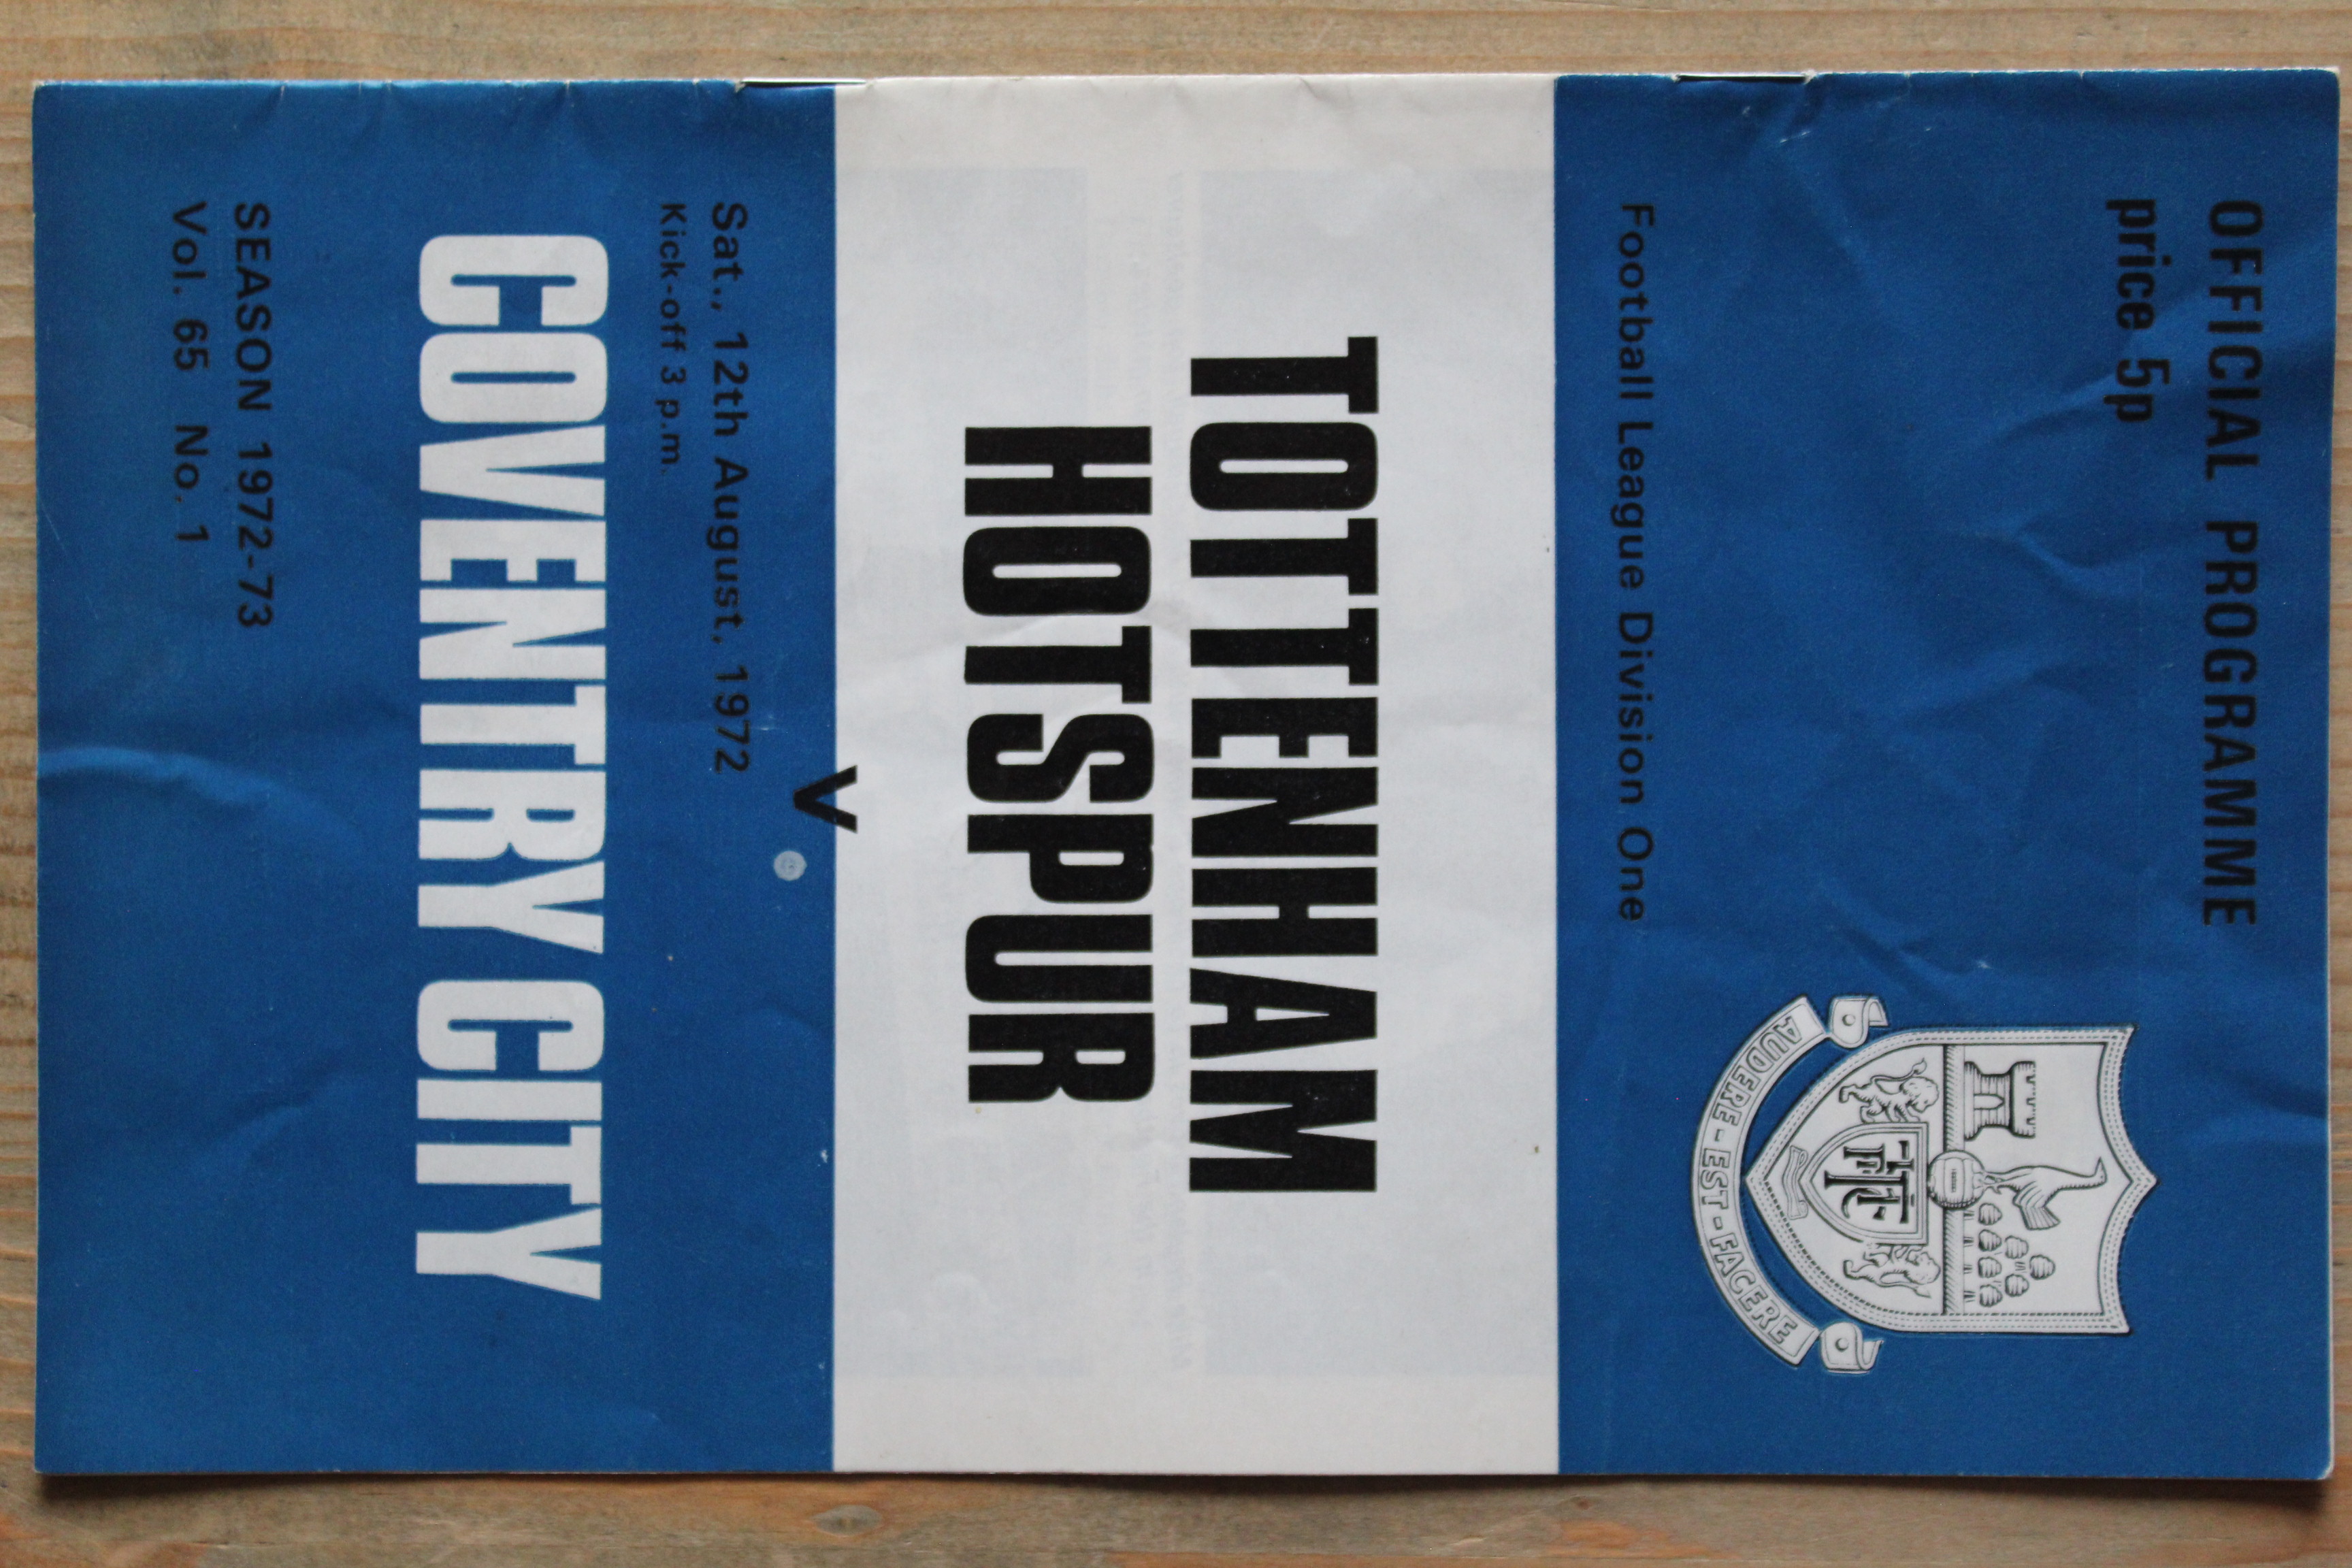 OFFICIAL PROGRAMME
price 5p
AUDERE - EST - FACERE
Football League Division One
TOTTENHAM
HOTSPUR
v
Sat., 12th August, 1972
Kick-off 3 p.m.
COVENTRY CITY
SEASON 1972-73
Vol. 65 No. 1